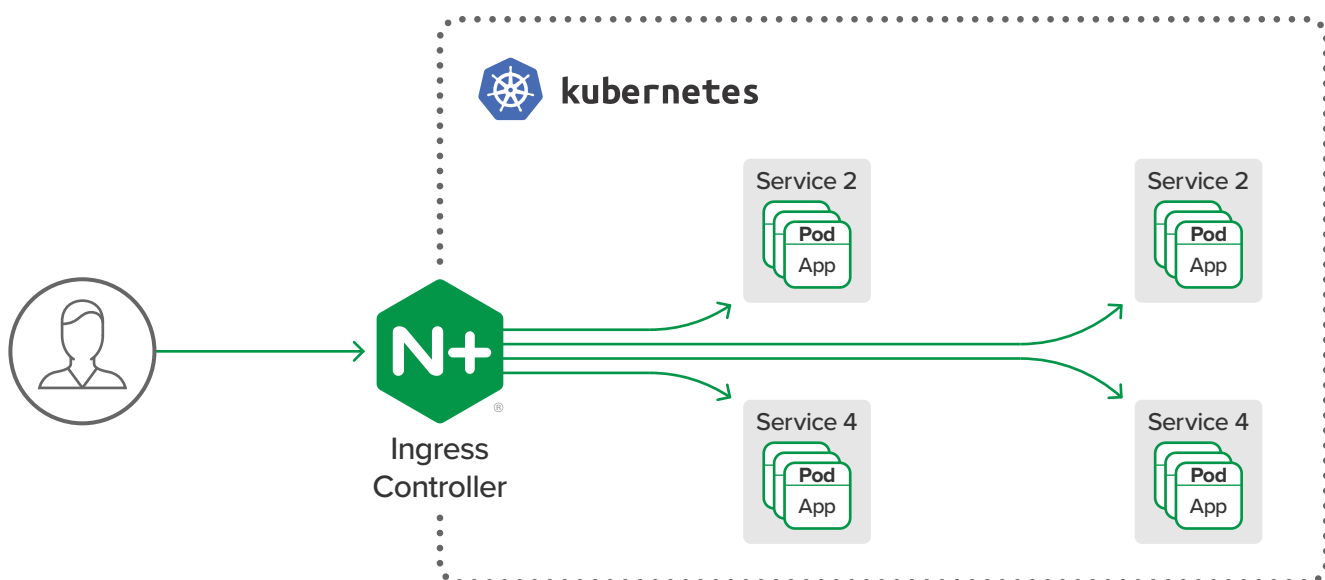 kubernetes
Service 2
Pod
App
Service 2
Pod
App
N+
®
Ingress
Controller
Service 4
Pod
App
Service 4
Pod
App